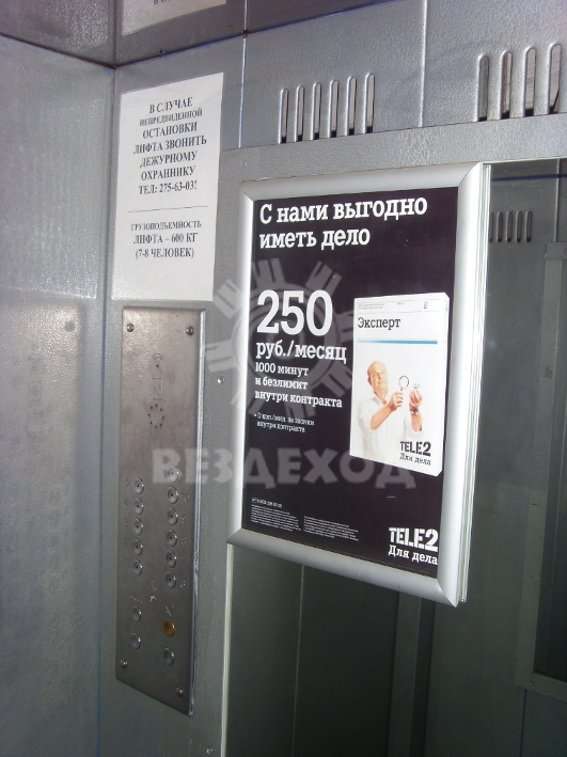 В СЛУЧАЕ
НЕПРЕДВИДЕННОЙ
ОСТАНОВКИ
ЛИФТА ЗВОНИТЬ
ДЕЖУРНОМУ
ОХРАННИКУ
ТЕЛ: 275-63-03!
ГРУЗОПОДЪЕМНОСТЬ
ЛИФТА – 600 КГ
(7-8 ЧЕЛОВЕК)
С нами выгодно
иметь дело
250
руб./месяц
1000 минут
и безлимит
внутри контракта
внутри контракта
Эксперт
TELE2
Для дела
TELE2
Для дела
ВЕЗДЕХОД